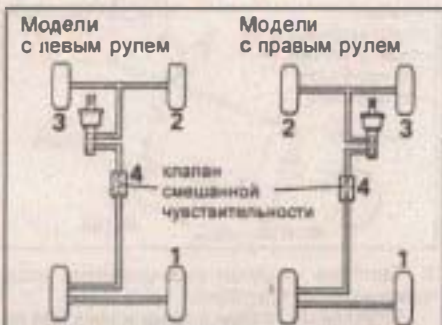 Модели
с левым рулем
Модели
с правым рулем
3
2
2
3
4
клапан
смешанной
чувствительности
4
1
1